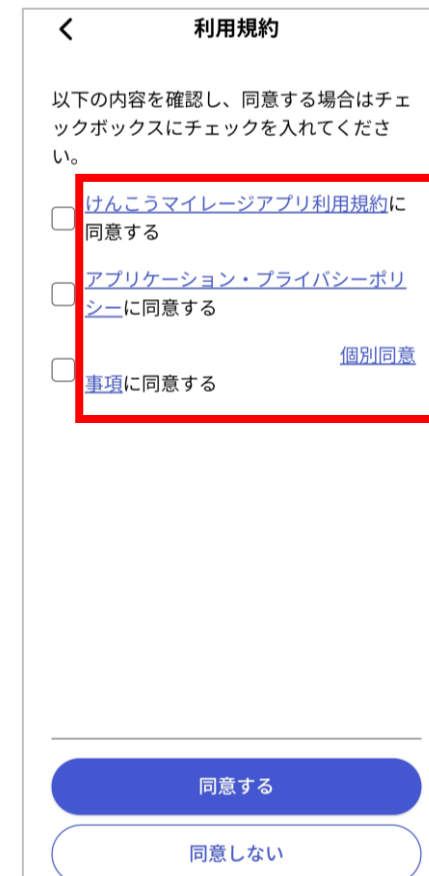 利用規約
以下の内容を確認し、同意する場合はチェ
ックボックスにチェックを入れてくださ
い。
けんこうマイレージアプリ利用規約に
同意する
アプリケーション・プライバシーポリ
シーに同意する
個別同意
事項に同意する
同意する
同意しない